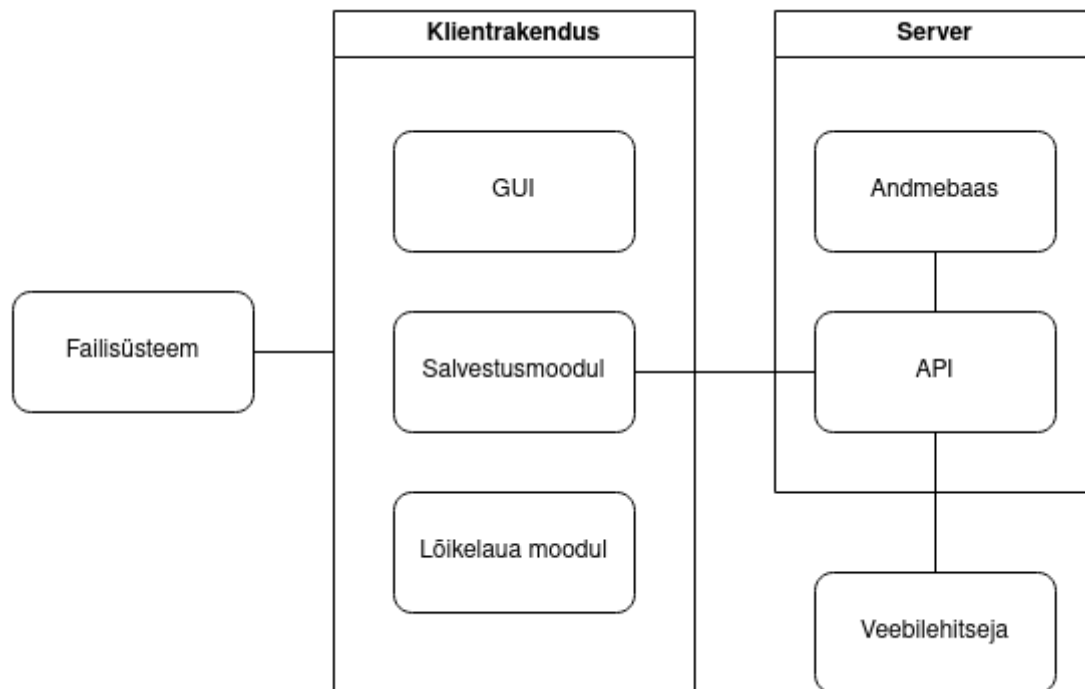 Klientrakendus
Server
GUI
Andmebaas
Failisüsteem
Salvestusmoodul
API
Lõikelaua moodul
Veebilehitseja